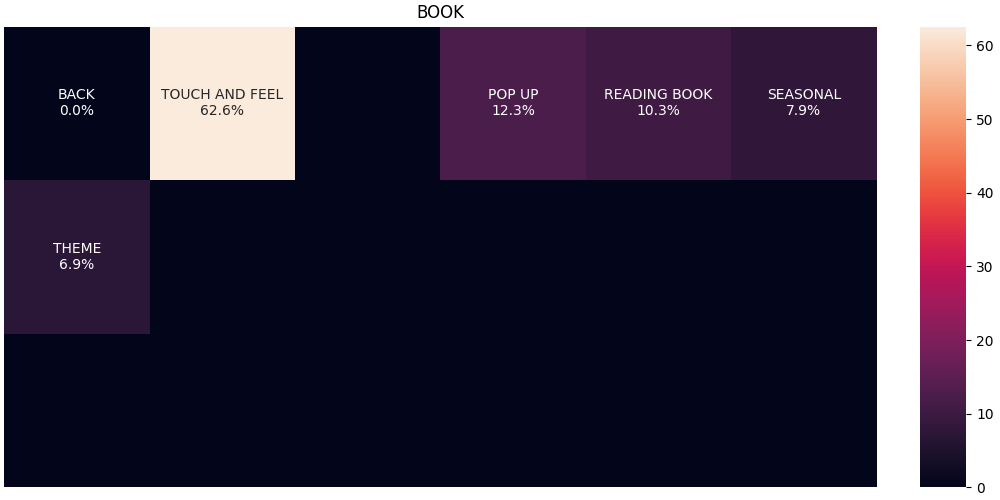 BOOK
BACK
0.0%
TOUCH AND FEEL
62.6%
POP UP
12.3%
READING BOOK
10.3%
SEASONAL
7.9%
THEME
6.9%
60
50
40
30
20
10
0